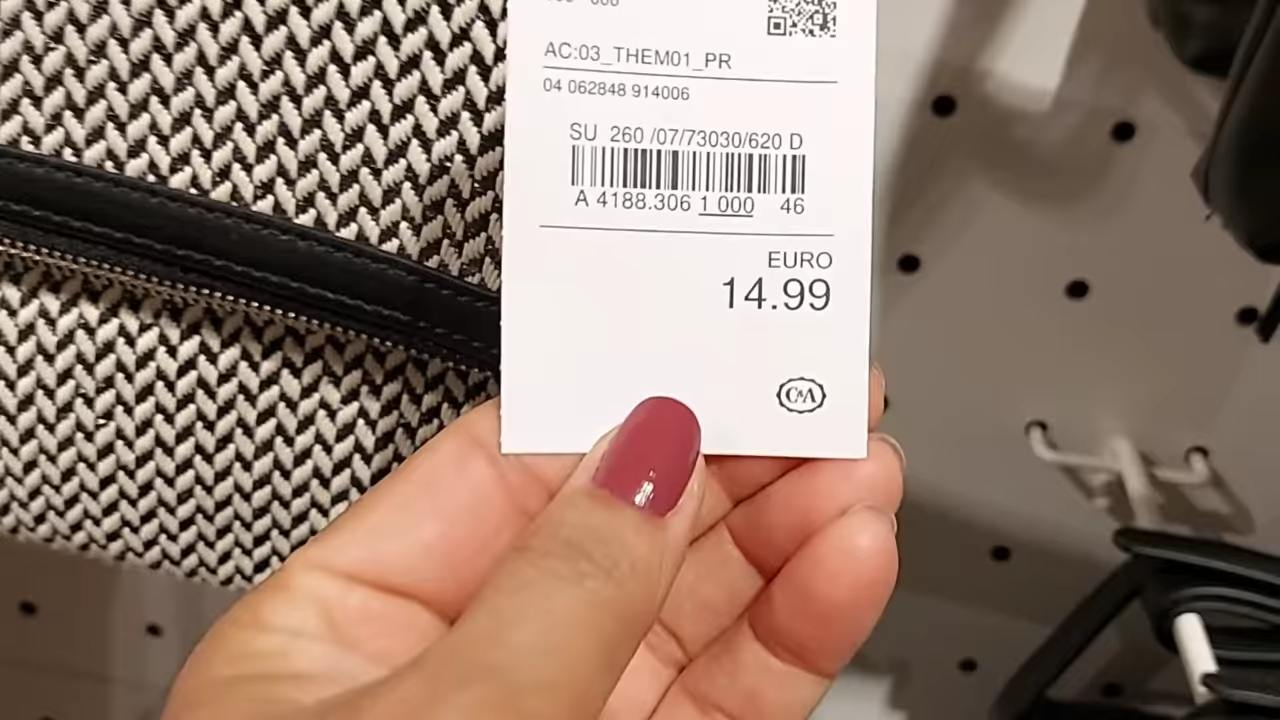 AC:03_THEM01_PR
04 062848 914006
SU 260 /07/73030/620 D
A 4188.306 1 000 46
EURO
14.99
C&A